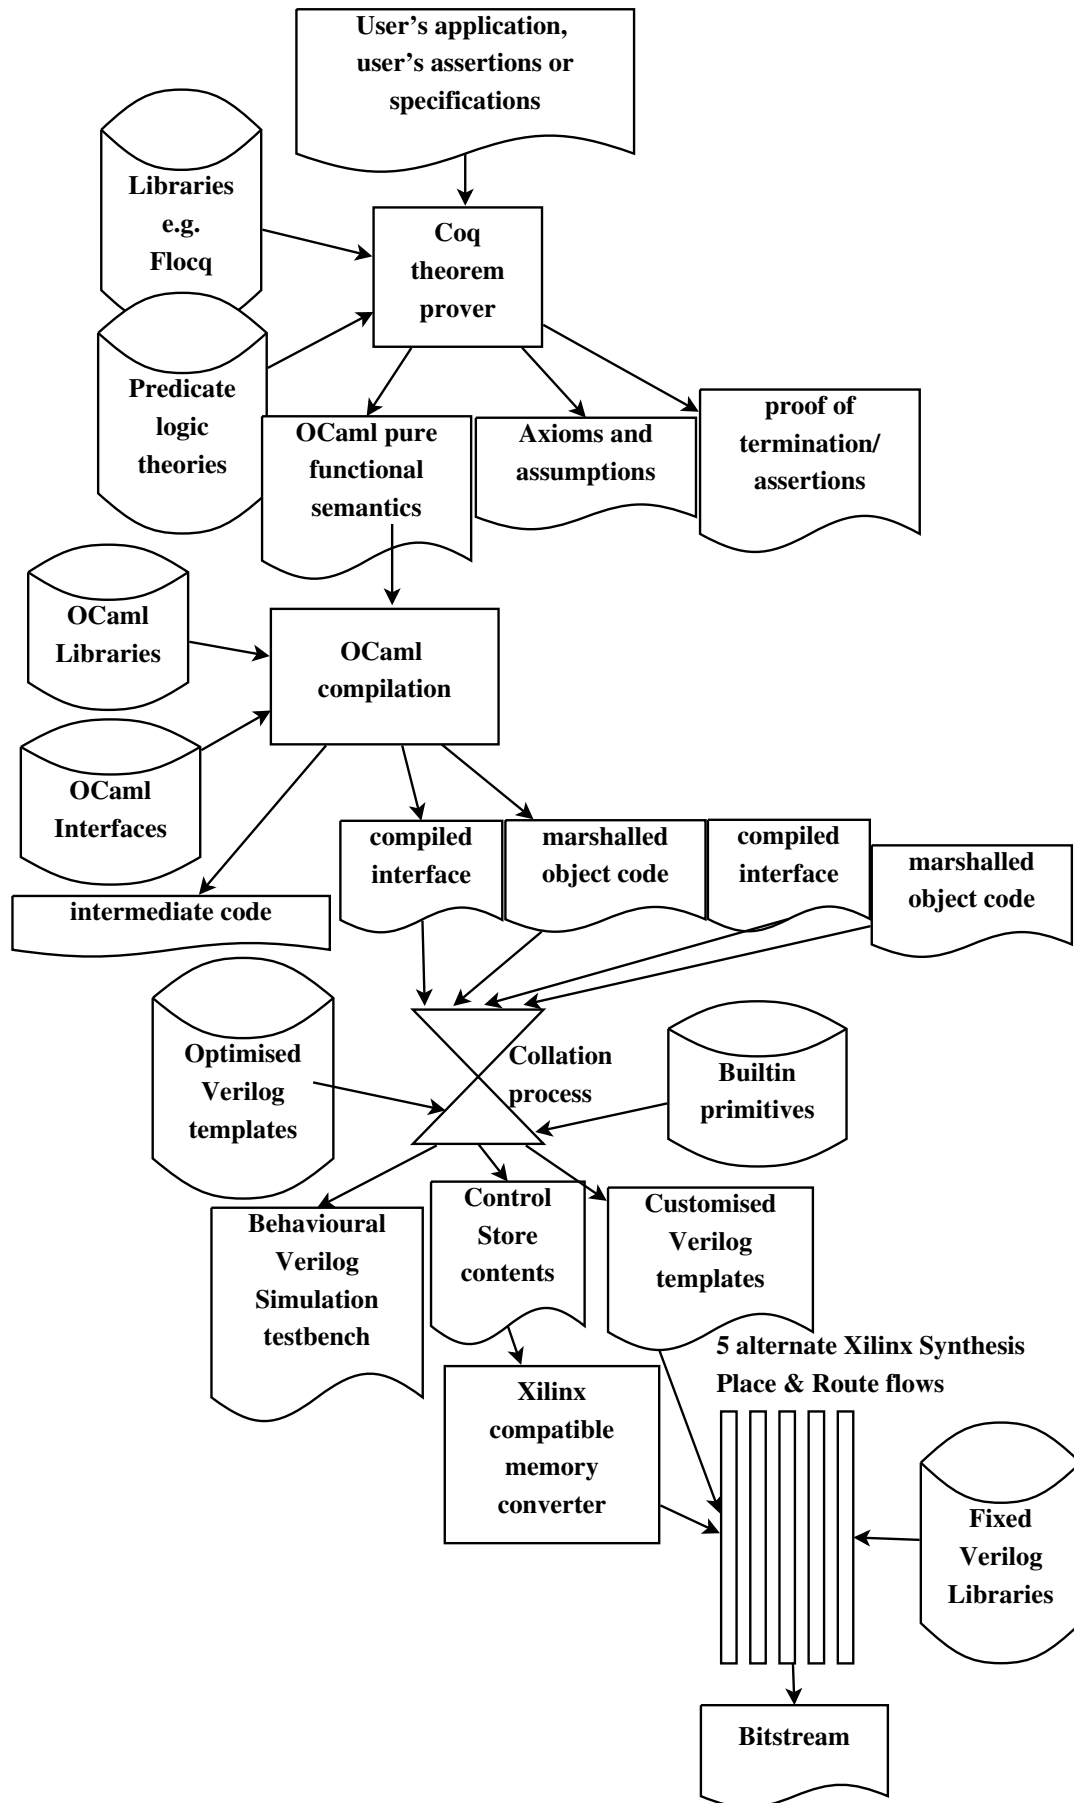 User's application,
user's assertions or
specifications
Libraries
e.g.
Flocq
Coq
theorem
prover
Predicate
logic
theories
OCaml pure
functional
semantics
Axioms and
assumptions
proof of
termination/
assertions
OCaml
Libraries
OCaml
compilation
OCaml
Interfaces
compiled
interface
marshalled
object code
compiled
interface
marshalled
object code
intermediate code
Optimised
Verilog
templates
Collation
process
Builtin
primitives
Behavioural
Verilog
Simulation
testbench
Control
Store
contents
Customised
Verilog
templates
5 alternate Xilinx Synthesis
Place & Route flows
Xilinx
compatible
memory
converter
Fixed
Verilog
Libraries
Bitstream